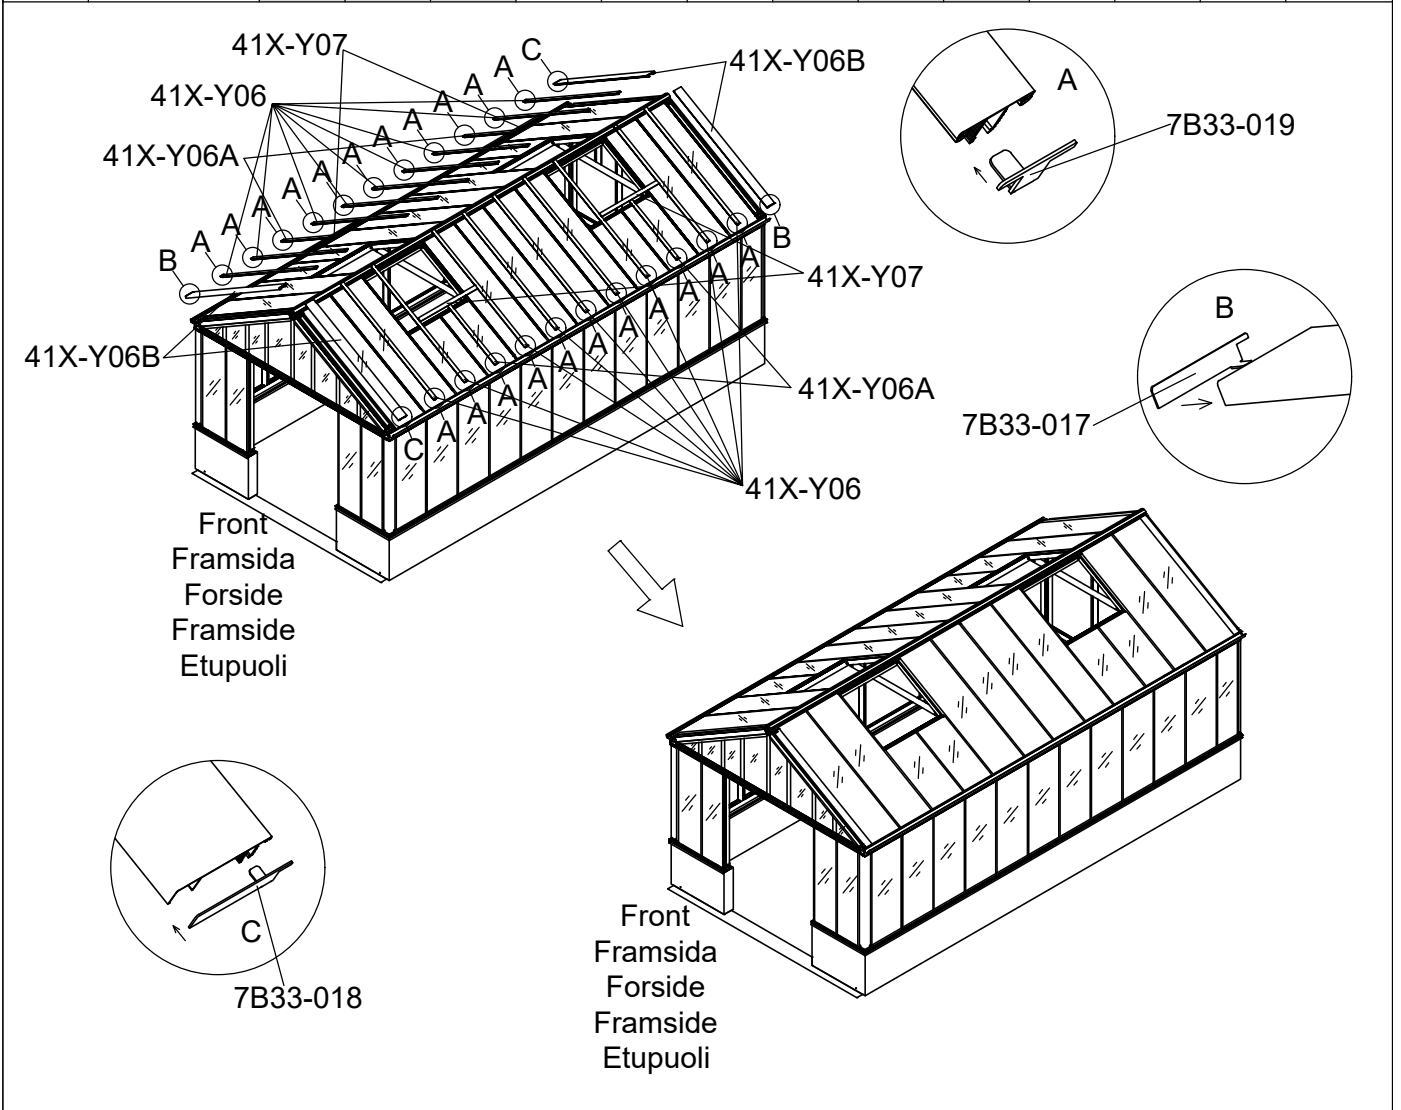 41X-Y07
C
41X-Y06B
A
A
A
A
A
A
A
A
A
A
A
B
41X-Y06
41X-Y06A
41X-Y06B
B
41X-Y07
41X-Y06A
41X-Y06
A
A
A
A
A
A
A
A
A
A
A
C
Front
Framsida
Forside
Framside
Etupuoli
A
7B33-019
B
7B33-017
C
7B33-018
Front
Framsida
Forside
Framside
Etupuoli